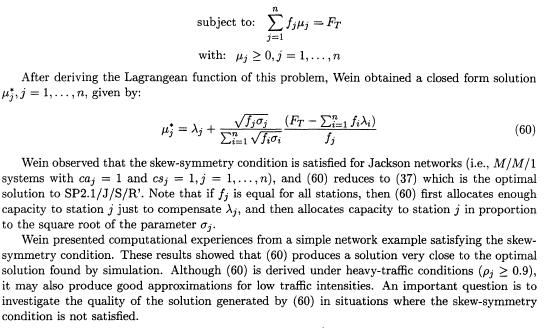 subject to: \sum_{j=1}^{n} f_j \mu_j = F_T
with: \mu_j \geq 0, j = 1, \ldots, n
After deriving the Lagrangean function of this problem, Wein obtained a closed form solution
\mu_j^*, j = 1, \ldots, n, given by:
\mu_j^* = \lambda_j + \frac{\sqrt{f_j \sigma_j}}{\sum_{i=1}^{n} \sqrt{f_i \sigma_i}} \frac{(F_T - \sum_{i=1}^{n} f_i \lambda_i)}{f_j} (60)
Wein observed that the skew-symmetry condition is satisfied for Jackson networks (i.e., M/M/1
systems with ca_j = 1 and cs_j = 1, j = 1, \ldots, n), and (60) reduces to (37) which is the optimal
solution to SP2.1/J/S/R'. Note that if f_j is equal for all stations, then (60) first allocates enough
capacity to station j just to compensate \lambda_j, and then allocates capacity to station j in proportion
to the square root of the parameter \sigma_j.
Wein presented computational experiences from a simple network example satisfying the skew-
symmetry condition. These results showed that (60) produces a solution very close to the optimal
solution found by simulation. Although (60) is derived under heavy-traffic conditions (\rho_j \geq 0.9),
it may also produce good approximations for low traffic intensities. An important question is to
investigate the quality of the solution generated by (60) in situations where the skew-symmetry
condition is not satisfied.